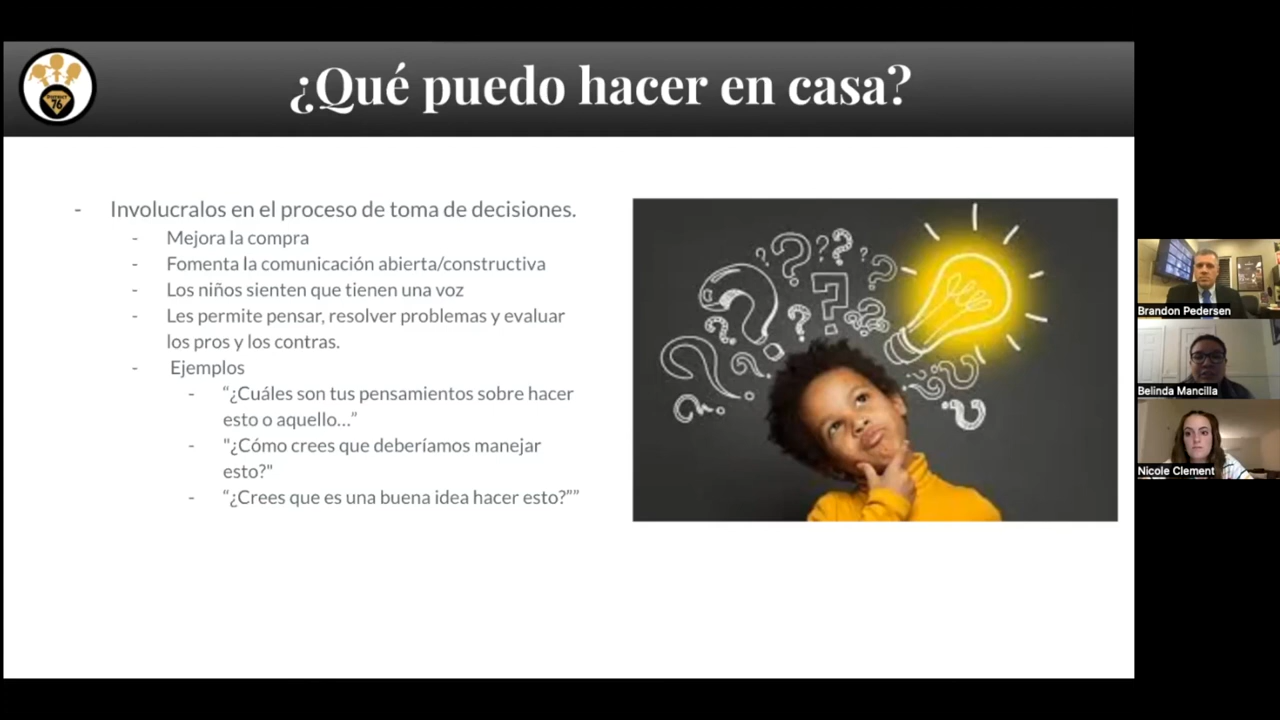 ¿Qué puedo hacer en casa?
DISTRICT
76
- Involucralos en el proceso de toma de decisiones.
- Mejora la compra
- Fomenta la comunicación abierta/constructiva
- Los niños sienten que tienen una voz
- Les permite pensar, resolver problemas y evaluar
los pros y los contras.
- Ejemplos
- “¿Cuáles son tus pensamientos sobre hacer
esto o aquello...”
- "¿Cómo crees que deberíamos manejar
esto?"
- “¿Crees que es una buena idea hacer esto?””
Brandon Pedersen
Belinda Mancilla
Nicole Clement